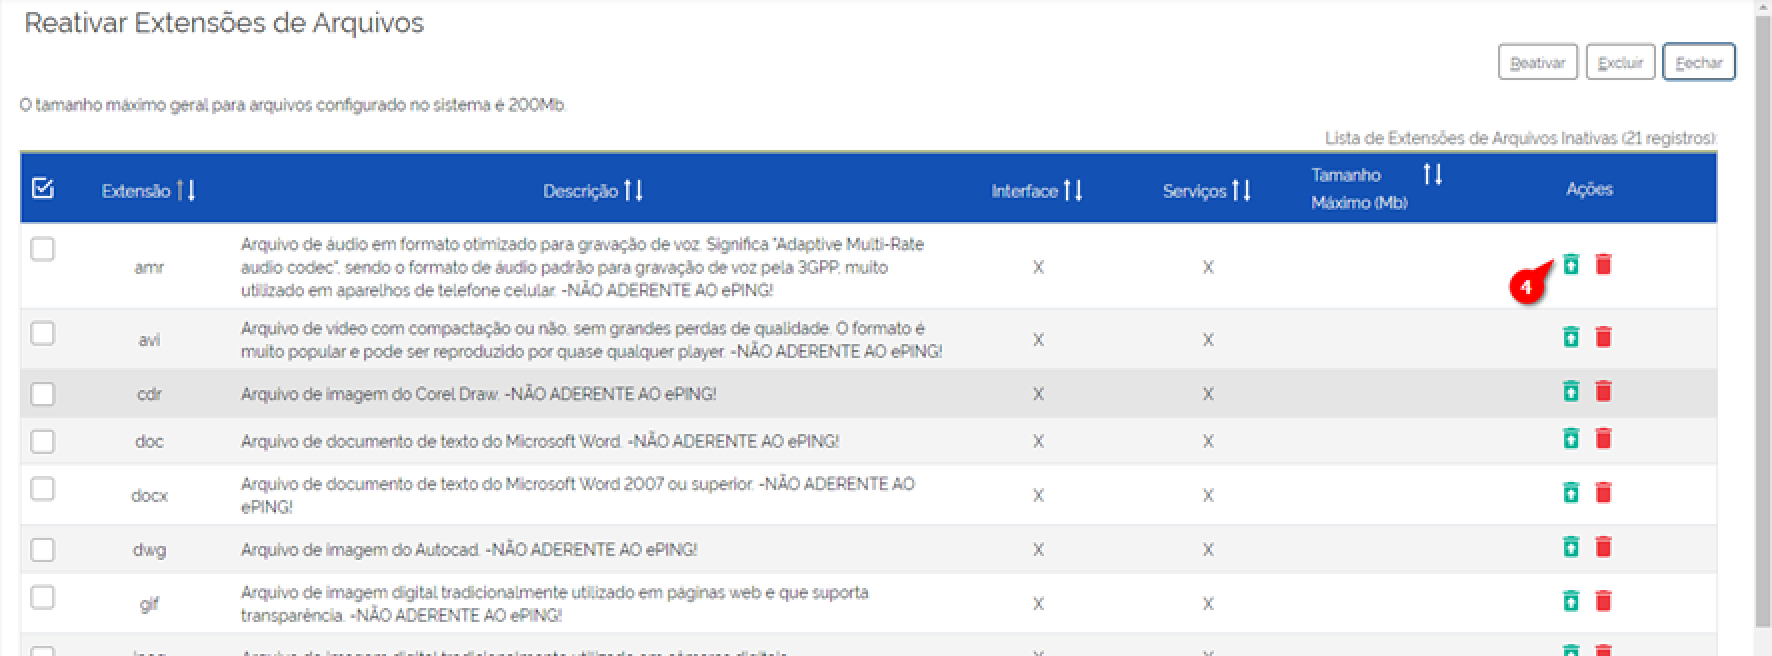 Reativar Extensões de Arquivos
Reativar Excluir Fechar
O tamanho máximo geral para arquivos configurado no sistema é 200Mb.
Lista de Extensões de Arquivos Inativas (21 registros):
Extensão Descrição Interface Serviços Tamanho Máximo (Mb) Ações
Arquivo de áudio em formato otimizado para gravação de voz. Significa "Adaptive Multi-Rate
amr audio codec", sendo o formato de áudio padrão para gravação de voz pela 3GPP, muito X X
utilizado em aparelhos de telefone celular. -NÃO ADERENTE AO ePING!
4
Arquivo de vídeo com compactação ou não, sem grandes perdas de qualidade. O formato é
avi muito popular e pode ser reproduzido por quase qualquer player. -NÃO ADERENTE AO ePING! X X
cdr Arquivo de imagem do Corel Draw. -NÃO ADERENTE AO ePING! X X
doc Arquivo de documento de texto do Microsoft Word. -NÃO ADERENTE AO ePING! X X
docx Arquivo de documento de texto do Microsoft Word 2007 ou superior. -NÃO ADERENTE AO X X
ePING!
dwg Arquivo de imagem do Autocad. -NÃO ADERENTE AO ePING! X X
gif Arquivo de imagem digital tradicionalmente utilizado em páginas web e que suporta X X
transparência. -NÃO ADERENTE AO ePING!